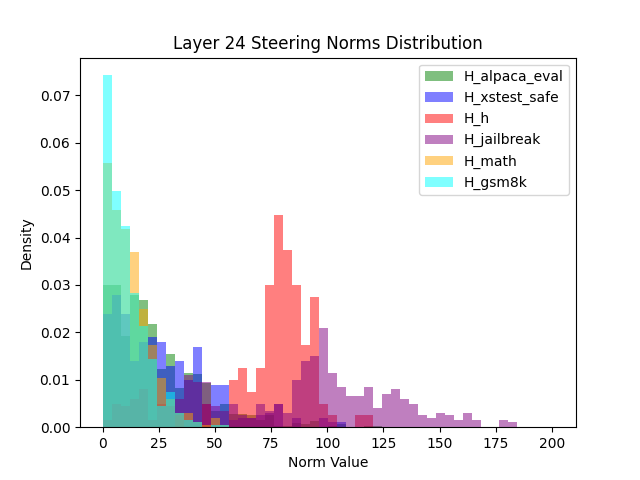 Layer 24 Steering Norms Distribution
H_alpaca_eval
H_xstest_safe
H_h
H_jailbreak
H_math
H_gsm8k
Density
0.07
0.06
0.05
0.04
0.03
0.02
0.01
0.00
0 25 50 75 100 125 150 175 200
Norm Value